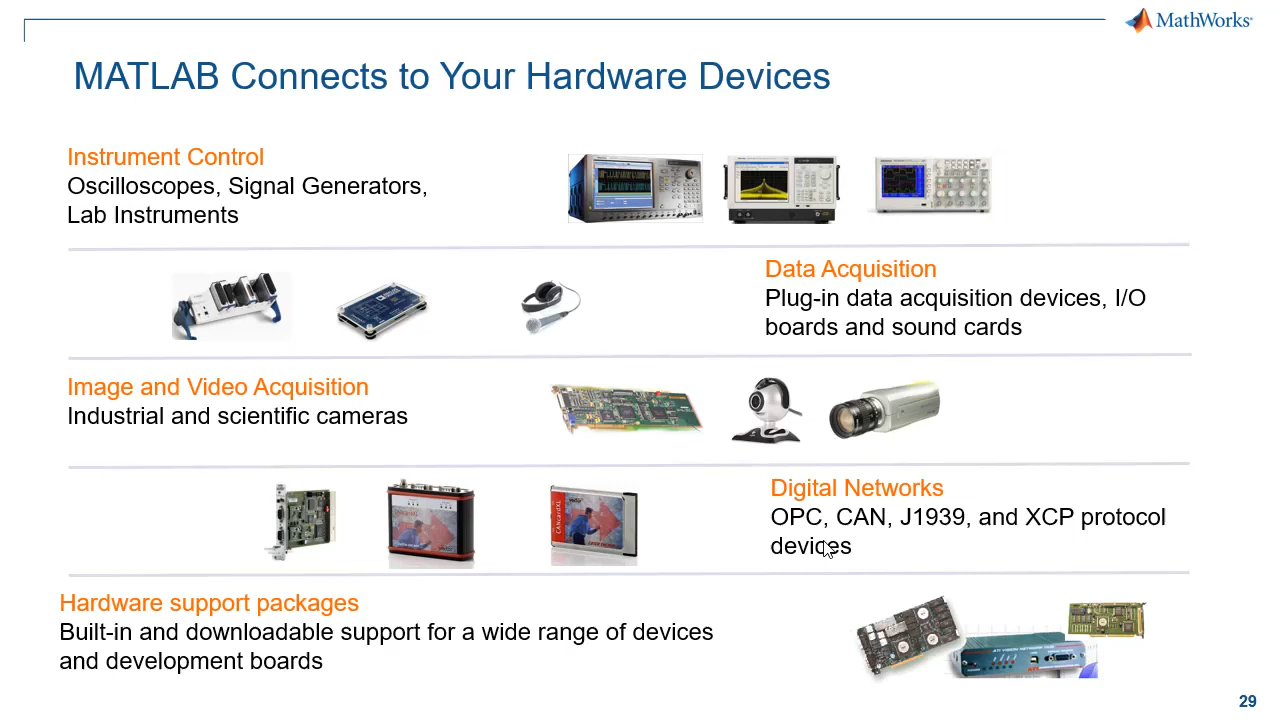 MathWorks
MATLAB Connects to Your Hardware Devices
Instrument Control
Oscilloscopes, Signal Generators,
Lab Instruments
Data Acquisition
Plug-in data acquisition devices, I/O
boards and sound cards
Image and Video Acquisition
Industrial and scientific cameras
Digital Networks
OPC, CAN, J1939, and XCP protocol
devices
Hardware support packages
Built-in and downloadable support for a wide range of devices
and development boards
29